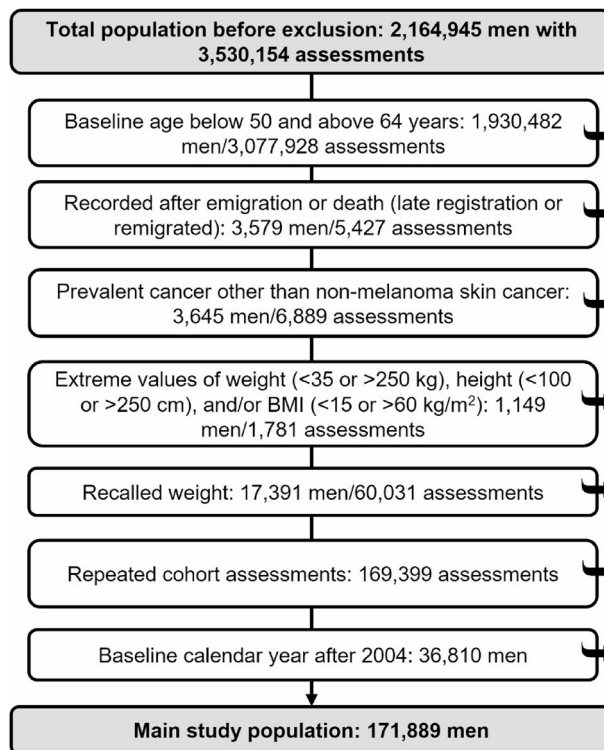 Total population before exclusion: 2,164,945 men with
3,530,154 assessments
Baseline age below 50 and above 64 years: 1,930,482
men/3,077,928 assessments
Recorded after emigration or death (late registration or
remigrated): 3,579 men/5,427 assessments
Prevalent cancer other than non-melanoma skin cancer:
3,645 men/6,889 assessments
Extreme values of weight (<35 or >250 kg), height (<100
or >250 cm), and/or BMI (<15 or >60 kg/m²): 1,149
men/1,781 assessments
Recalled weight: 17,391 men/60,031 assessments
Repeated cohort assessments: 169,399 assessments
Baseline calendar year after 2004: 36,810 men
Main study population: 171,889 men